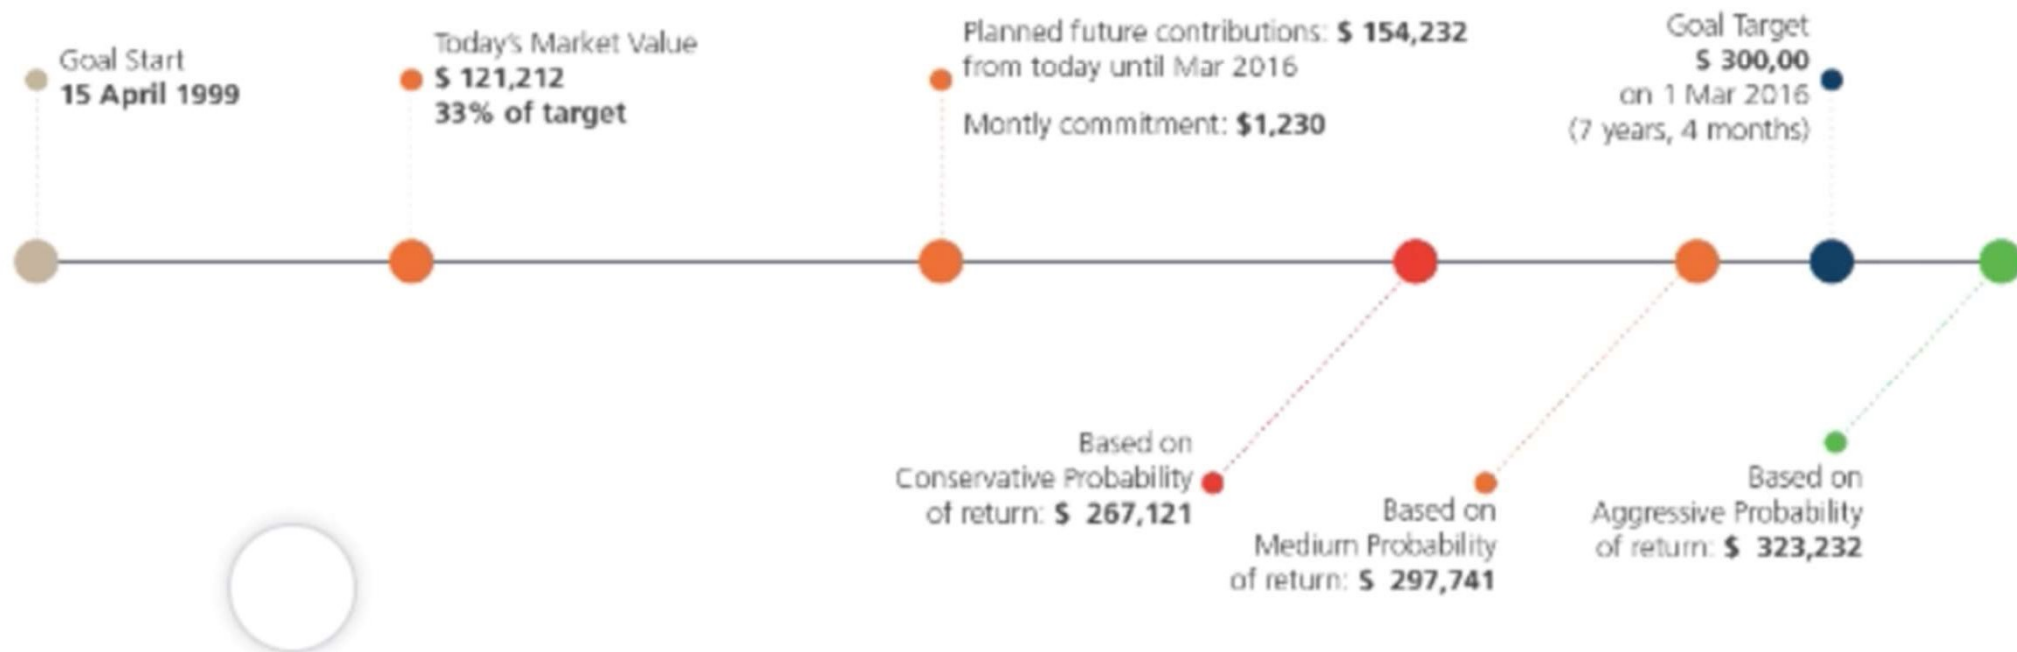 Goal Start
15 April 1999
Today's Market Value
$ 121,212
33% of target
Planned future contributions: $ 154,232
from today until Mar 2016
Montly commitment: $1,230
Goal Target
$ 300,00
on 1 Mar 2016
(7 years, 4 months)
Based on
Conservative Probability
of return: $ 267,121
Based on
Medium Probability
of return: $ 297,741
Based on
Aggressive Probability
of return: $ 323,232